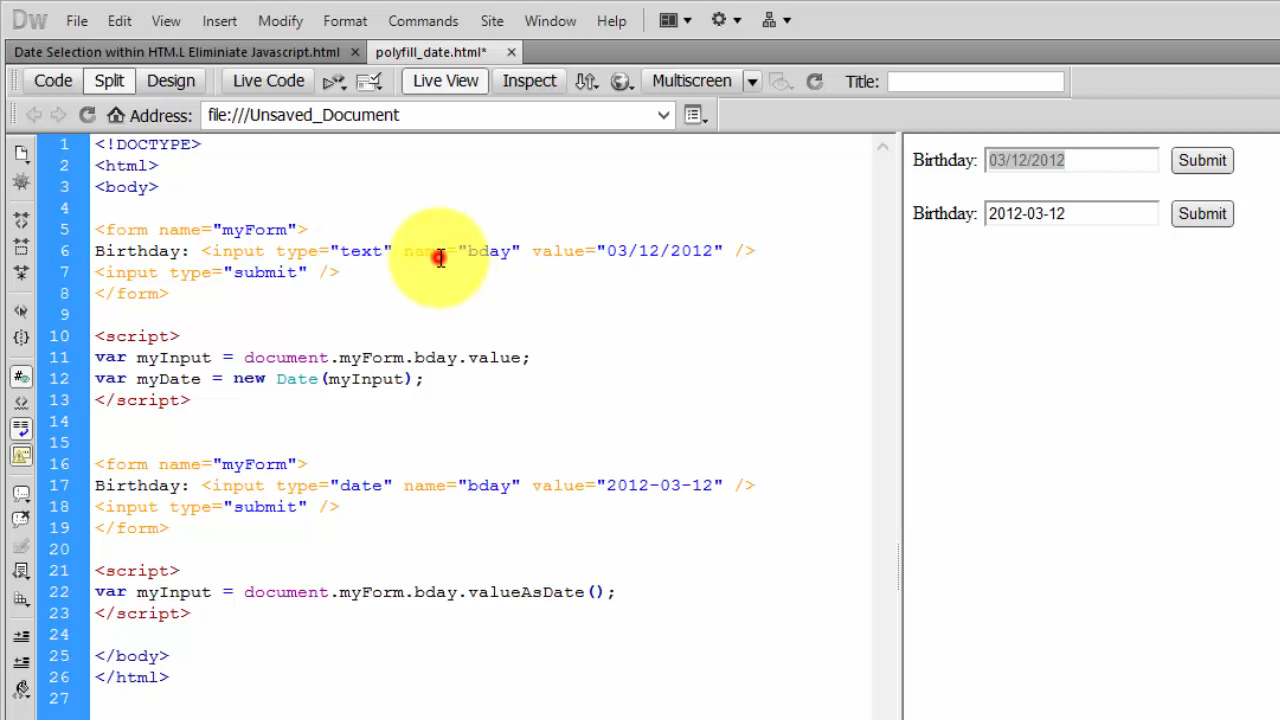 Dw File Edit View Insert Modify Format Commands Site Window Help
Date Selection within HTM.L Eliminiate Javascript.html × polyfill_date.html* ×
Code Split Design Live Code Live View Inspect Multiscreen Title:
Address: file:///Unsaved_Document
1 <!DOCTYPE>
2 <html>
3 <body>
4
5 <form name="myForm">
6 Birthday: <input type="text" name="bday" value="03/12/2012" />
7 <input type="submit" />
8 </form>
9
10 <script>
11 var myInput = document.myForm.bday.value;
12 var myDate = new Date(myInput);
13 </script>
14
15
16 <form name="myForm">
17 Birthday: <input type="date" name="bday" value="2012-03-12" />
18 <input type="submit" />
19 </form>
20
21 <script>
22 var myInput = document.myForm.bday.valueAsDate();
23 </script>
24
25 </body>
26 </html>
27
Birthday: 03/12/2012 Submit
Birthday: 2012-03-12 Submit